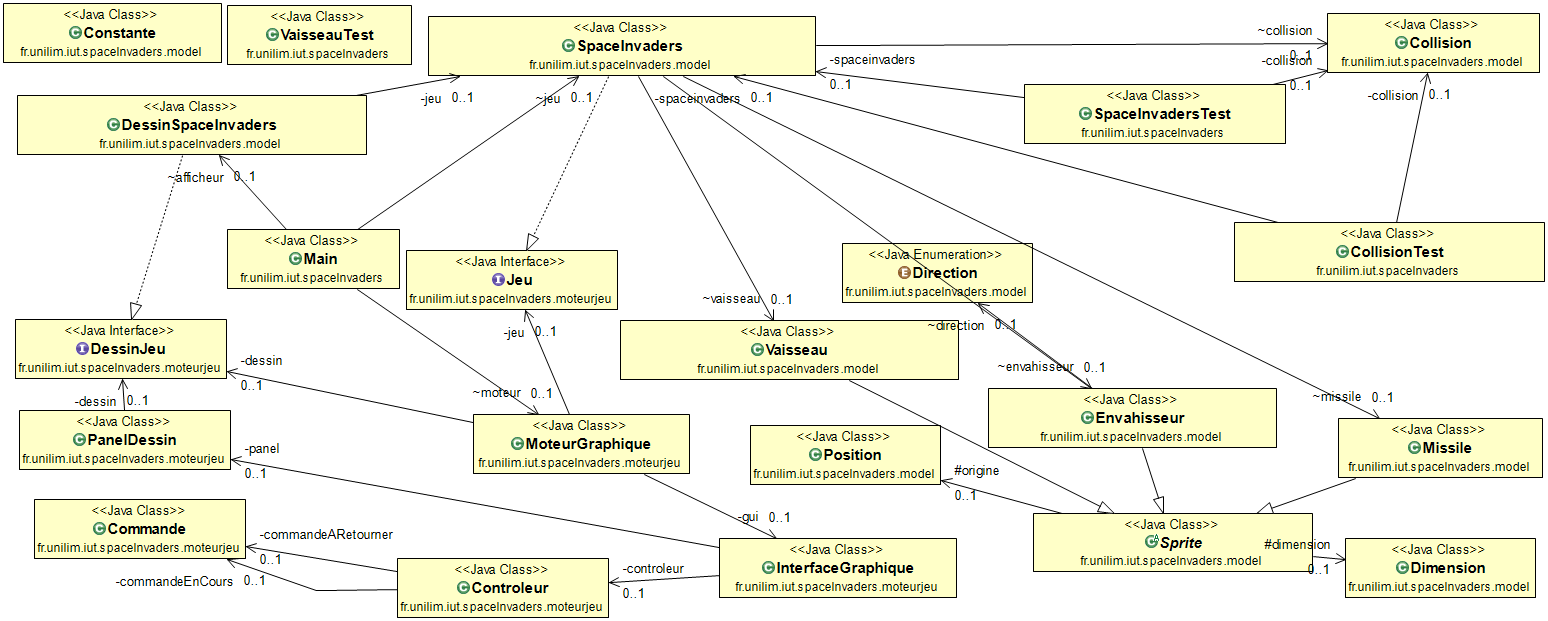 <<Java Class>>
Constante
fr.unilim.iut.spaceInvaders.model
<<Java Class>>
VaisseauTest
fr.unilim.iut.spaceInvaders
<<Java Class>>
SpaceInvaders
fr.unilim.iut.spaceInvaders.model
~collision
0..1
<<Java Class>>
Collision
fr.unilim.iut.spaceInvaders.model
-spaceinvaders
0..1
-collision
0..1
<<Java Class>>
DessinSpaceInvaders
fr.unilim.iut.spaceInvaders.model
-jeu 0..1
~jeu 0..1
-spaceinvaders 0..1
<<Java Class>>
SpaceInvadersTest
fr.unilim.iut.spaceInvaders
-collision 0..1
~afficheur 0..1
<<Java Class>>
Main
fr.unilim.iut.spaceInvaders
<<Java Interface>>
Jeu
fr.unilim.iut.spaceInvaders.moteurjeu
<<Java Enumeration>>
Direction
fr.unilim.iut.spaceInvaders.model
<<Java Class>>
CollisionTest
fr.unilim.iut.spaceInvaders
~vaisseau 0..1
~direction 0..1
<<Java Interface>>
DessinJeu
fr.unilim.iut.spaceInvaders.moteurjeu
-jeu 0..1
<<Java Class>>
Vaisseau
fr.unilim.iut.spaceInvaders.model
-dessin
0..1
~envahisseur 0..1
-dessin 0..1
~moteur 0..1
~missile 0..1
<<Java Class>>
PanelDessin
fr.unilim.iut.spaceInvaders.moteurjeu
<<Java Class>>
MoteurGraphique
fr.unilim.iut.spaceInvaders.moteurjeu
<<Java Class>>
Position
fr.unilim.iut.spaceInvaders.model
<<Java Class>>
Envahisseur
fr.unilim.iut.spaceInvaders.model
<<Java Class>>
Missile
fr.unilim.iut.spaceInvaders.model
-panel
0..1
#origine
0..1
<<Java Class>>
Commande
fr.unilim.iut.spaceInvaders.moteurjeu
-commandeARetourner
0..1
-commandeEnCours 0..1
-gui 0..1
<<Java Class>>
Sprite
fr.unilim.iut.spaceInvaders.model
#dimension
0..1
<<Java Class>>
Dimension
fr.unilim.iut.spaceInvaders.model
<<Java Class>>
Controleur
fr.unilim.iut.spaceInvaders.moteurjeu
-controleur
0..1
<<Java Class>>
InterfaceGraphique
fr.unilim.iut.spaceInvaders.moteurjeu